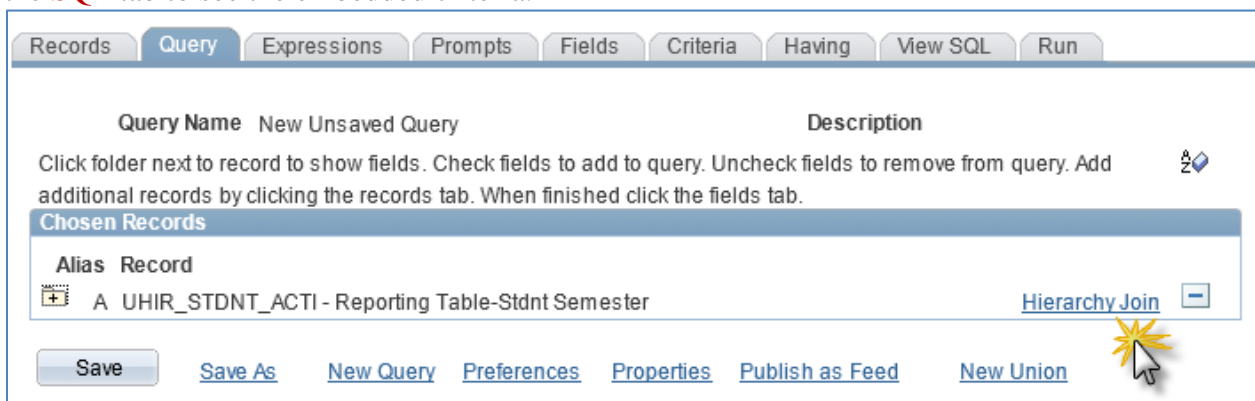 Records Query Expressions Prompts Fields Criteria Having View SQL Run
Query Name New Unsaved Query Description
Click folder next to record to show fields. Check fields to add to query. Uncheck fields to remove from query. Add
additional records by clicking the records tab. When finished click the fields tab.
Chosen Records
Alias Record
A UHIR_STDNT_ACTI - Reporting Table-Stdnt Semester Hierarchy Join
Save Save As New Query Preferences Properties Publish as Feed New Union